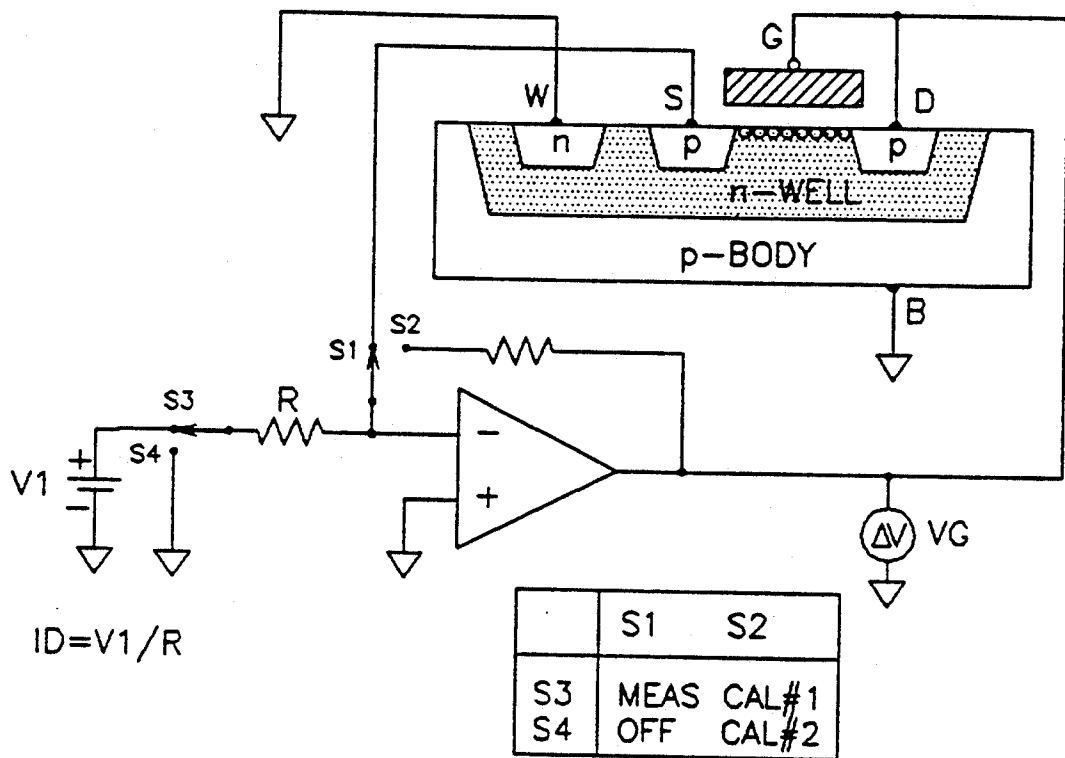 G
W
S
D
n
p
p
n-WELL
p-BODY
B
S2
S1
S3
R
S4
+
V1
-
-
+
ΔV
VG
ID=V1/R
S1 S2
S3 MEAS CAL#1
S4 OFF CAL#2